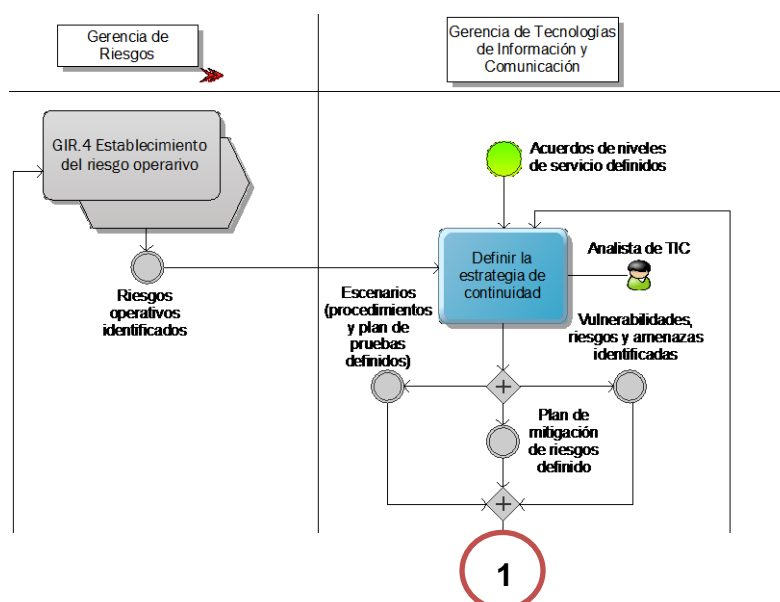 Gerencia de
Riesgos
Gerencia de Tecnologías
de Información y
Comunicación
GIR.4 Establecimiento
del riesgo operarivo
Acuerdos de niveles
de servicio definidos
Riesgos
operativos
identificados
Definir la
estrategia de
continuidad
Analista de TIC
Escenarios
(procedimientos
y plan de
pruebas
definidos)
Vulnerabilidades,
riesgos y amenazas
identificadas
Plan de
mitigación
de riesgos
definido
1